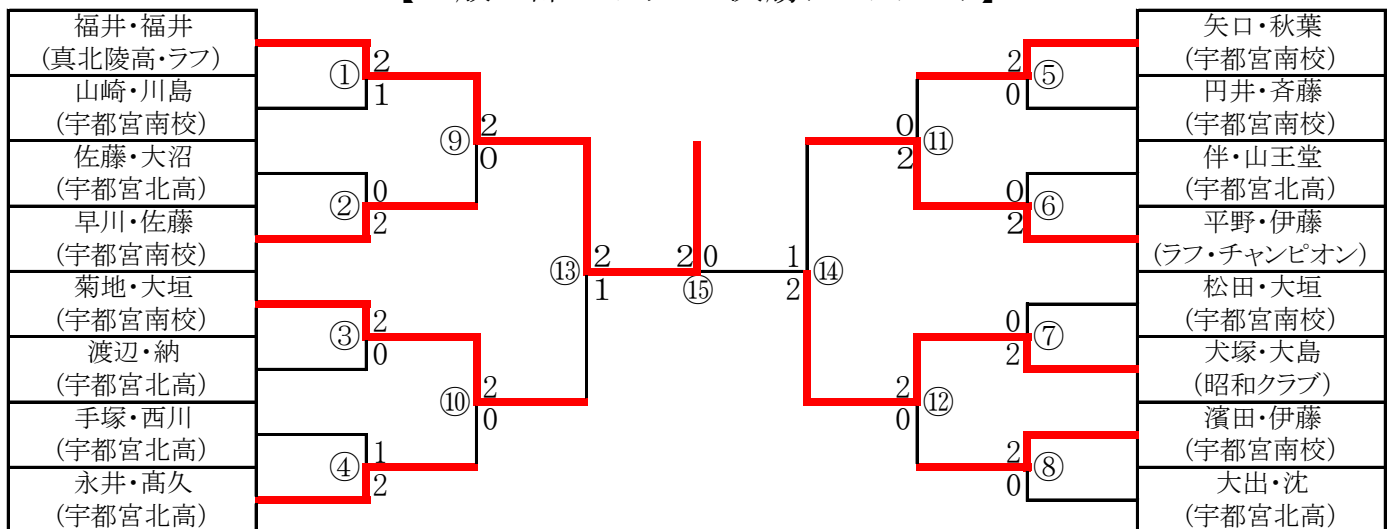 福井・福井
(真北陵高・ラフ)
山崎・川島
(宇都宮南校)
佐藤・大沼
(宇都宮北高)
早川・佐藤
(宇都宮南校)
菊地・大垣
(宇都宮南校)
渡辺・納
(宇都宮北高)
手塚・西川
(宇都宮北高)
永井・髙久
(宇都宮北高)
① 2
1
② 0
2
③ 2
0
④ 1
2
⑨ 2
0
⑩ 2
0
⑬ 2
1
2 0
⑮
1 ⑭
2
0 ⑪
2
2 ⑫
0
2 ⑤
0
0 ⑥
2
0 ⑦
2
2 ⑧
0
矢口・秋葉
(宇都宮南校)
円井・斉藤
(宇都宮南校)
伴・山王堂
(宇都宮北高)
平野・伊藤
(ラフ・チャンピオン)
松田・大垣
(宇都宮南校)
犬塚・大島
(昭和クラブ)
濱田・伊藤
(宇都宮南校)
大出・沈
(宇都宮北高)